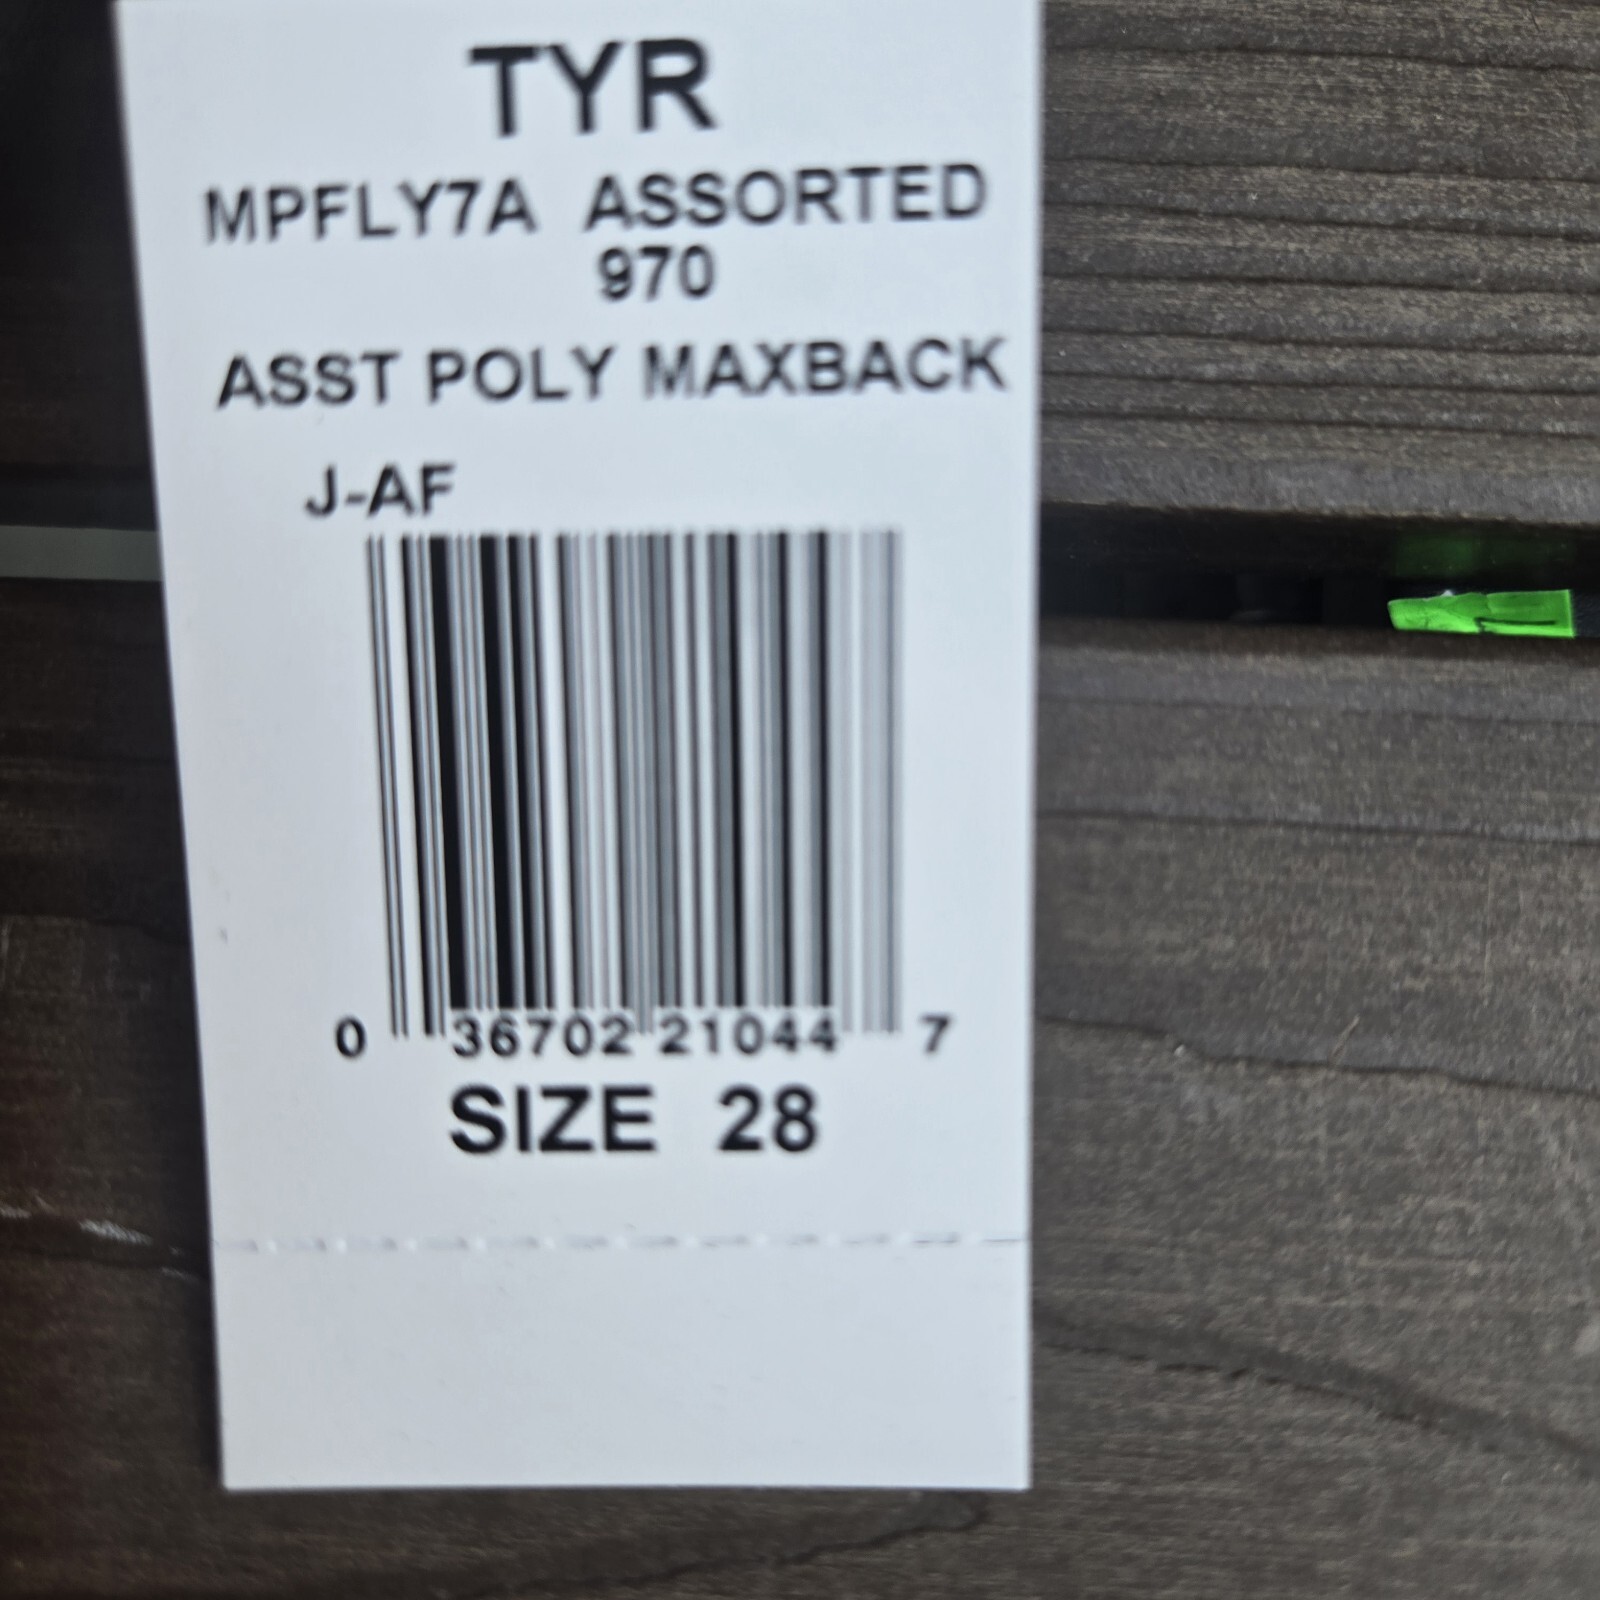 TYR
MPFLY7A ASSORTED
970
ASST POLY MAXBACK
J-AF
0 36702 21044 7
SIZE 28